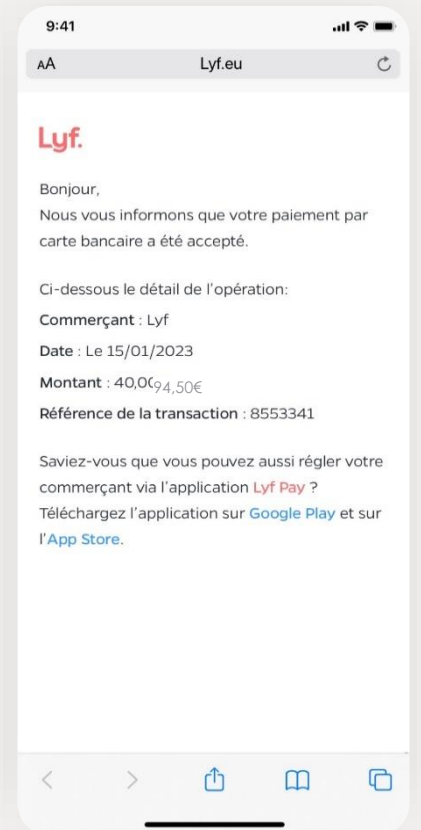 9:41
AA Lyf.eu
Lyf.
Bonjour,
Nous vous informons que votre paiement par
carte bancaire a été accepté.
Ci-dessous le détail de l'opération:
Commerçant : Lyf
Date : Le 15/01/2023
Montant : 40,0 94,50€
Référence de la transaction : 8553341
Saviez-vous que vous pouvez aussi régler votre
commerçant via l'application Lyf Pay ?
Téléchargez l'application sur Google Play et sur
l'App Store.